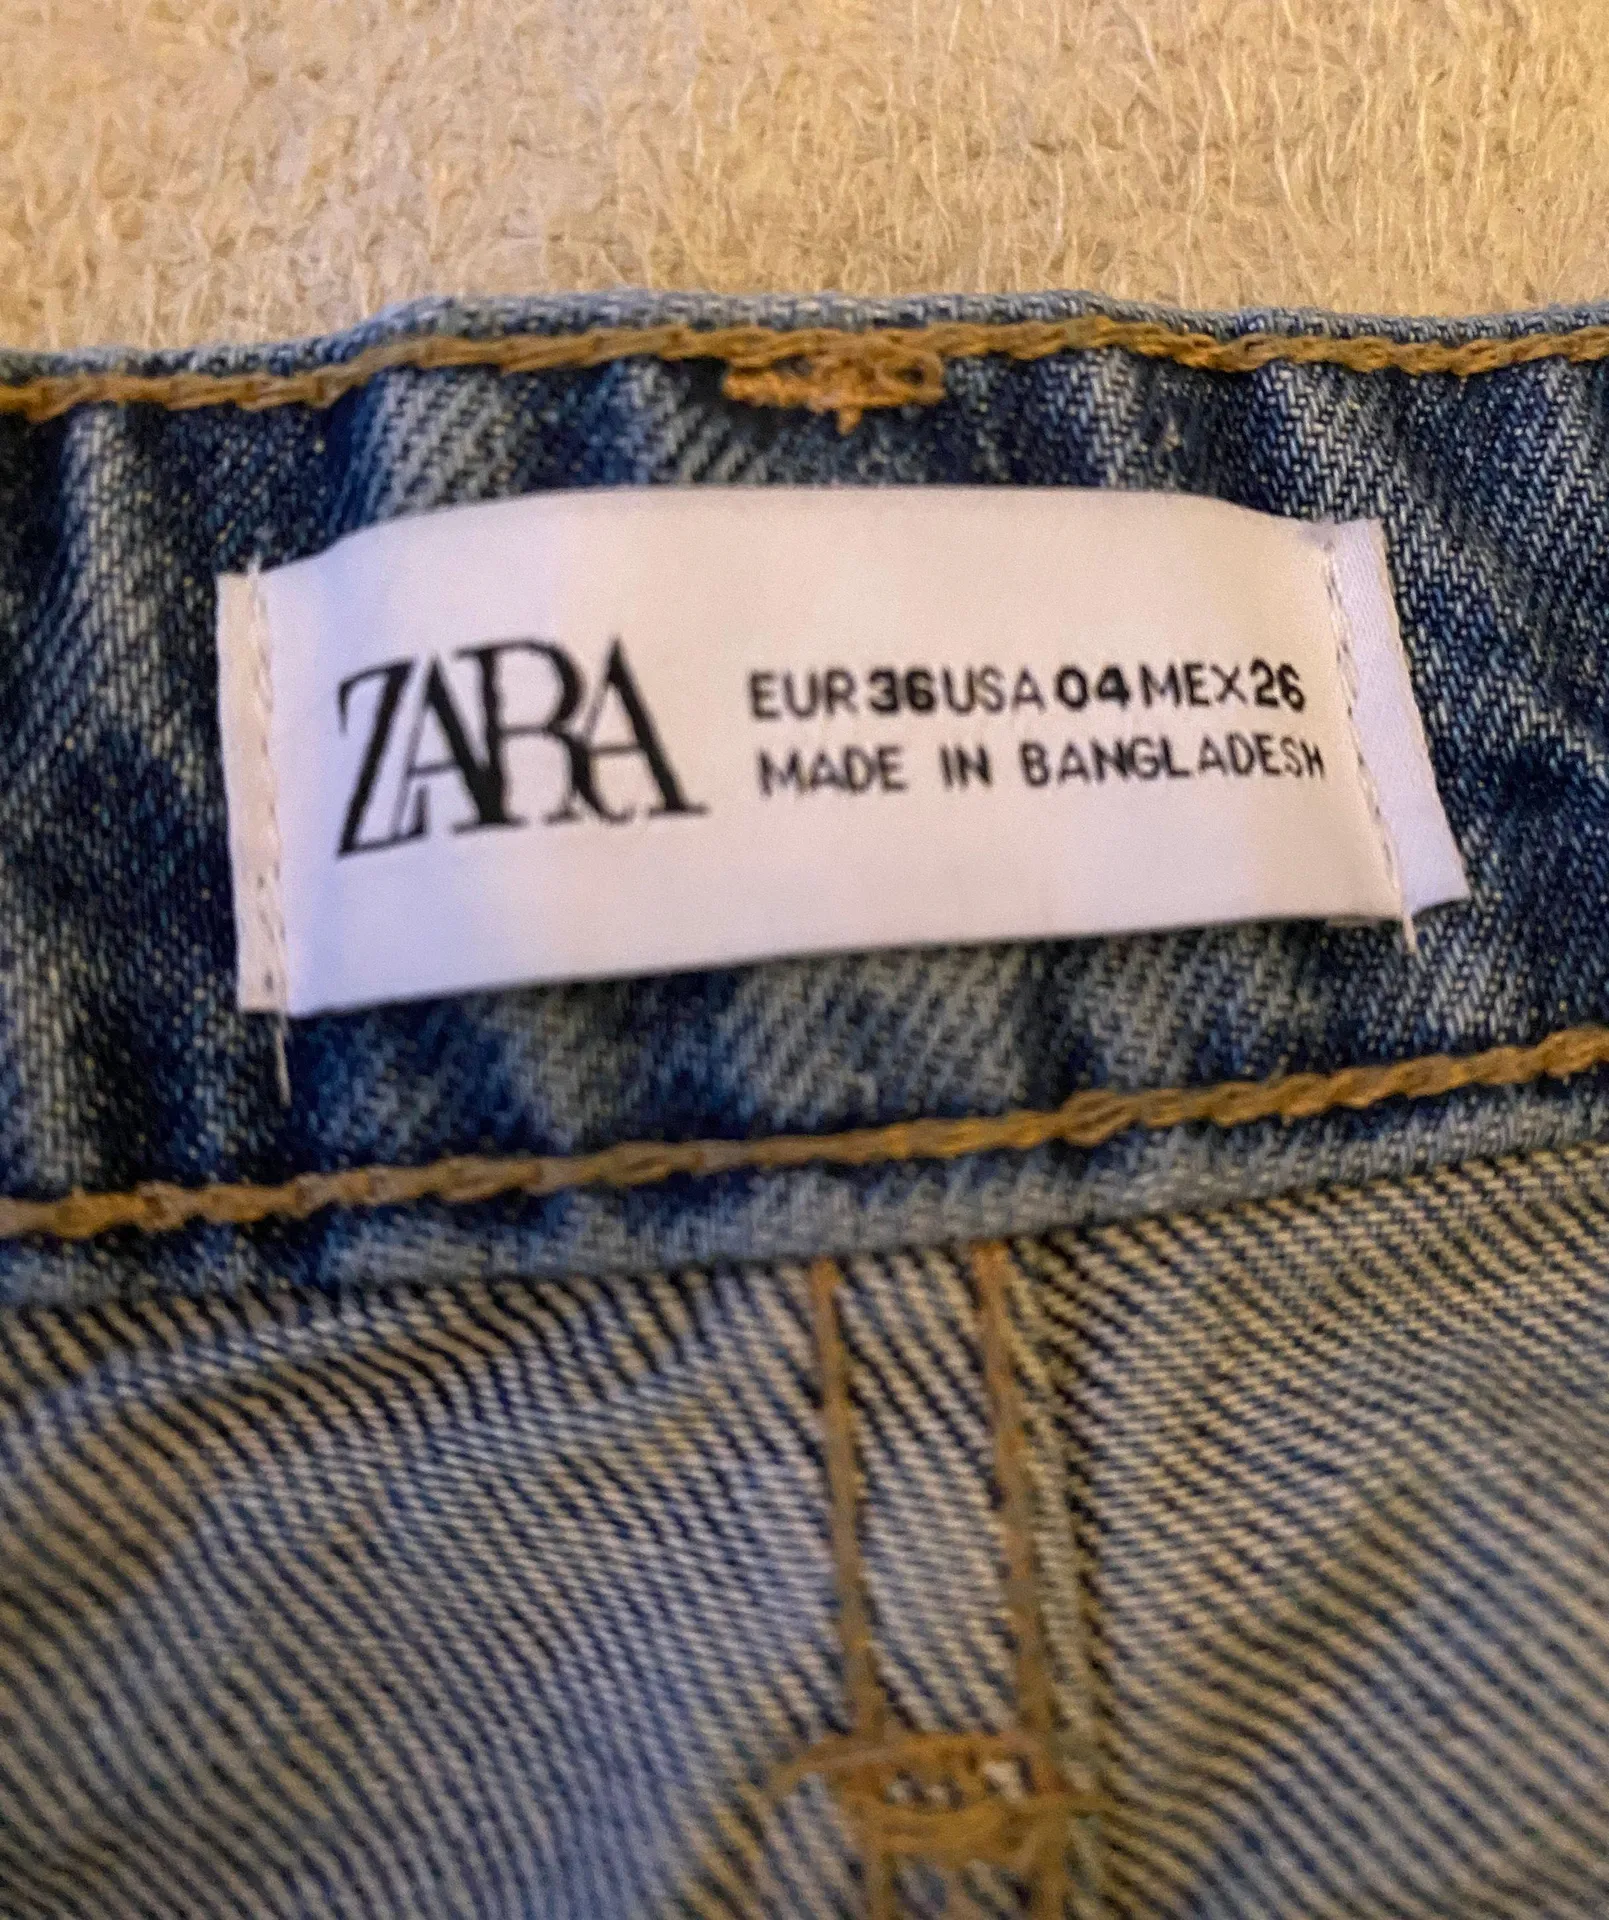 ZARA
EUR 36 USA 04 MEX 26
MADE IN BANGLADESH